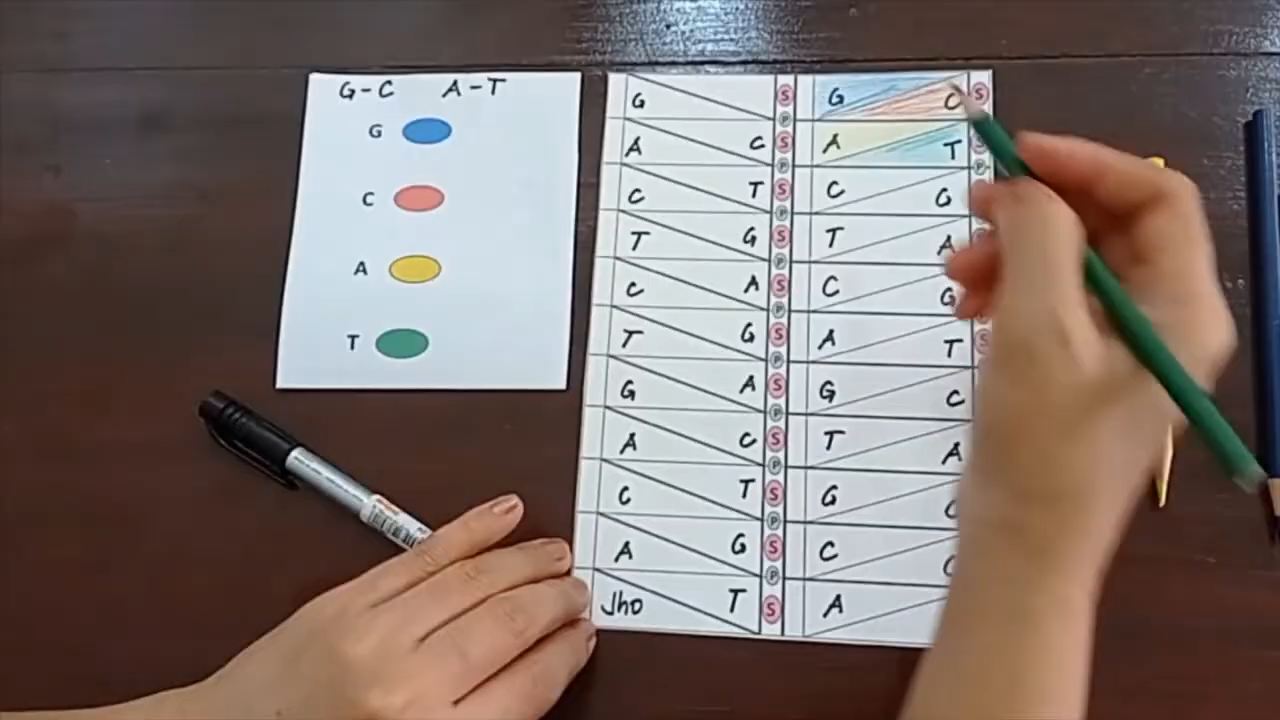 G-C A-T
G
C
A
T
G S G C S
P
A C S A T
P P
C T S C G
P
T G S T A
P
C A S C G
P
T G S A T S
P
G A S G C
P
A C S T A
P
C T S G
P
A G S C
P
Jho T S A